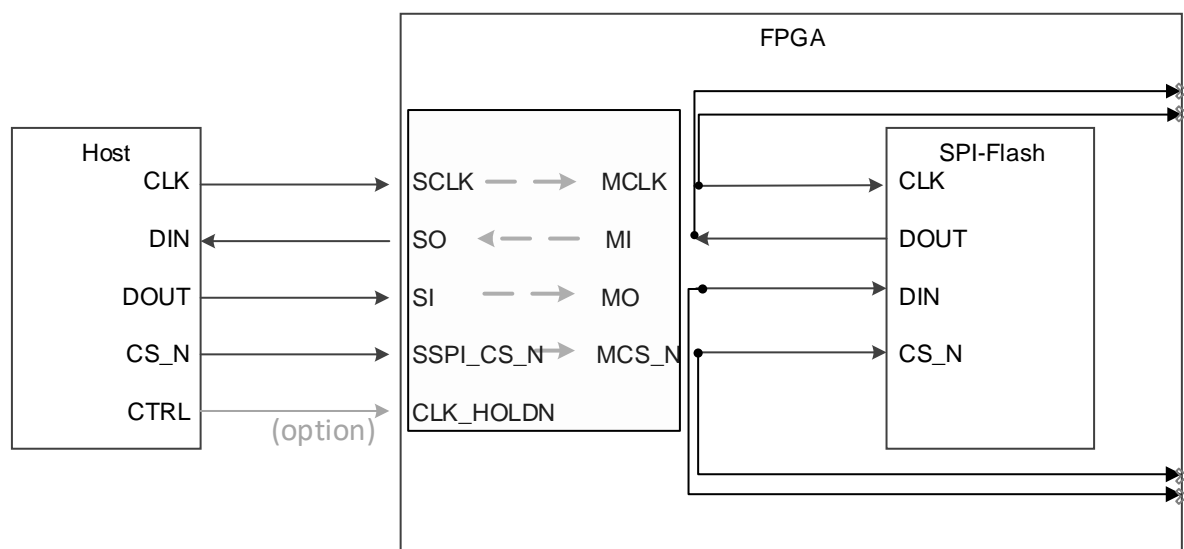 FPGA
Host
SPI-Flash
CLK
SCLK
MCLK
CLK
DIN
SO
MI
DOUT
DOUT
SI
MO
DIN
CS_N
SSPI_CS_N
MCS_N
CS_N
CTRL
(option)
CLK_HOLDN